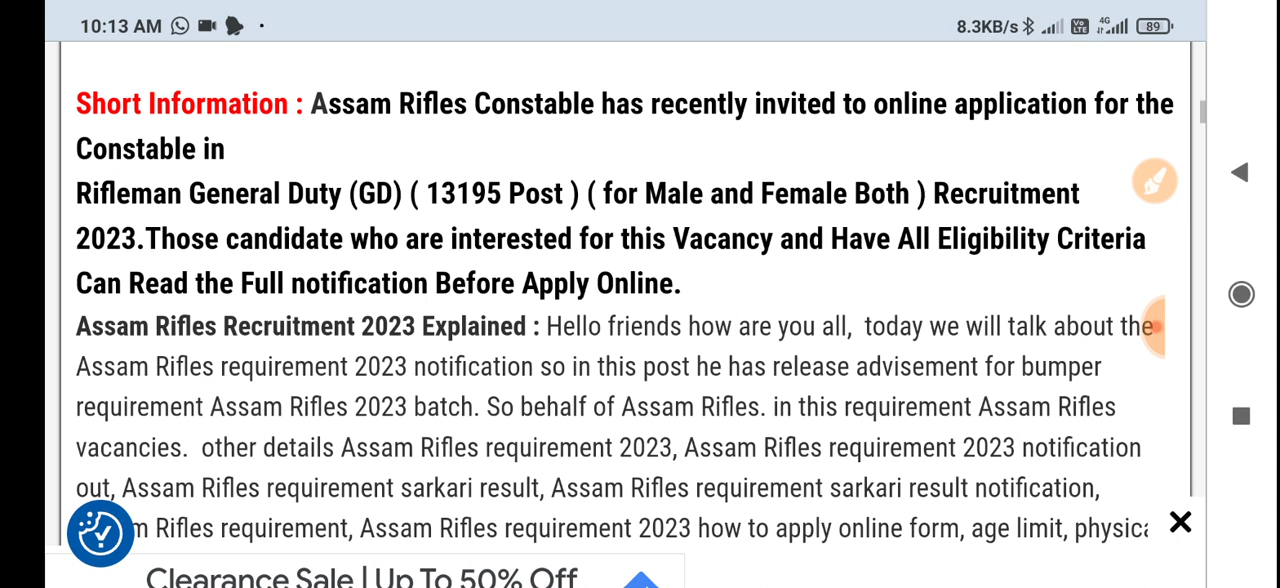 10:13 AM
8.3KB/s Vo LTE 4G 89
Short Information : Assam Rifles Constable has recently invited to online application for the
Constable in
Rifleman General Duty (GD) ( 13195 Post ) ( for Male and Female Both ) Recruitment
2023.Those candidate who are interested for this Vacancy and Have All Eligibility Criteria
Can Read the Full notification Before Apply Online.
Assam Rifles Recruitment 2023 Explained : Hello friends how are you all, today we will talk about the
Assam Rifles requirement 2023 notification so in this post he has release advisement for bumper
requirement Assam Rifles 2023 batch. So behalf of Assam Rifles. in this requirement Assam Rifles
vacancies. other details Assam Rifles requirement 2023, Assam Rifles requirement 2023 notification
out, Assam Rifles requirement sarkari result, Assam Rifles requirement sarkari result notification,
m Rifles requirement, Assam Rifles requirement 2023 how to apply online form, age limit, physica
Clearance Sale | Up To 50% Off